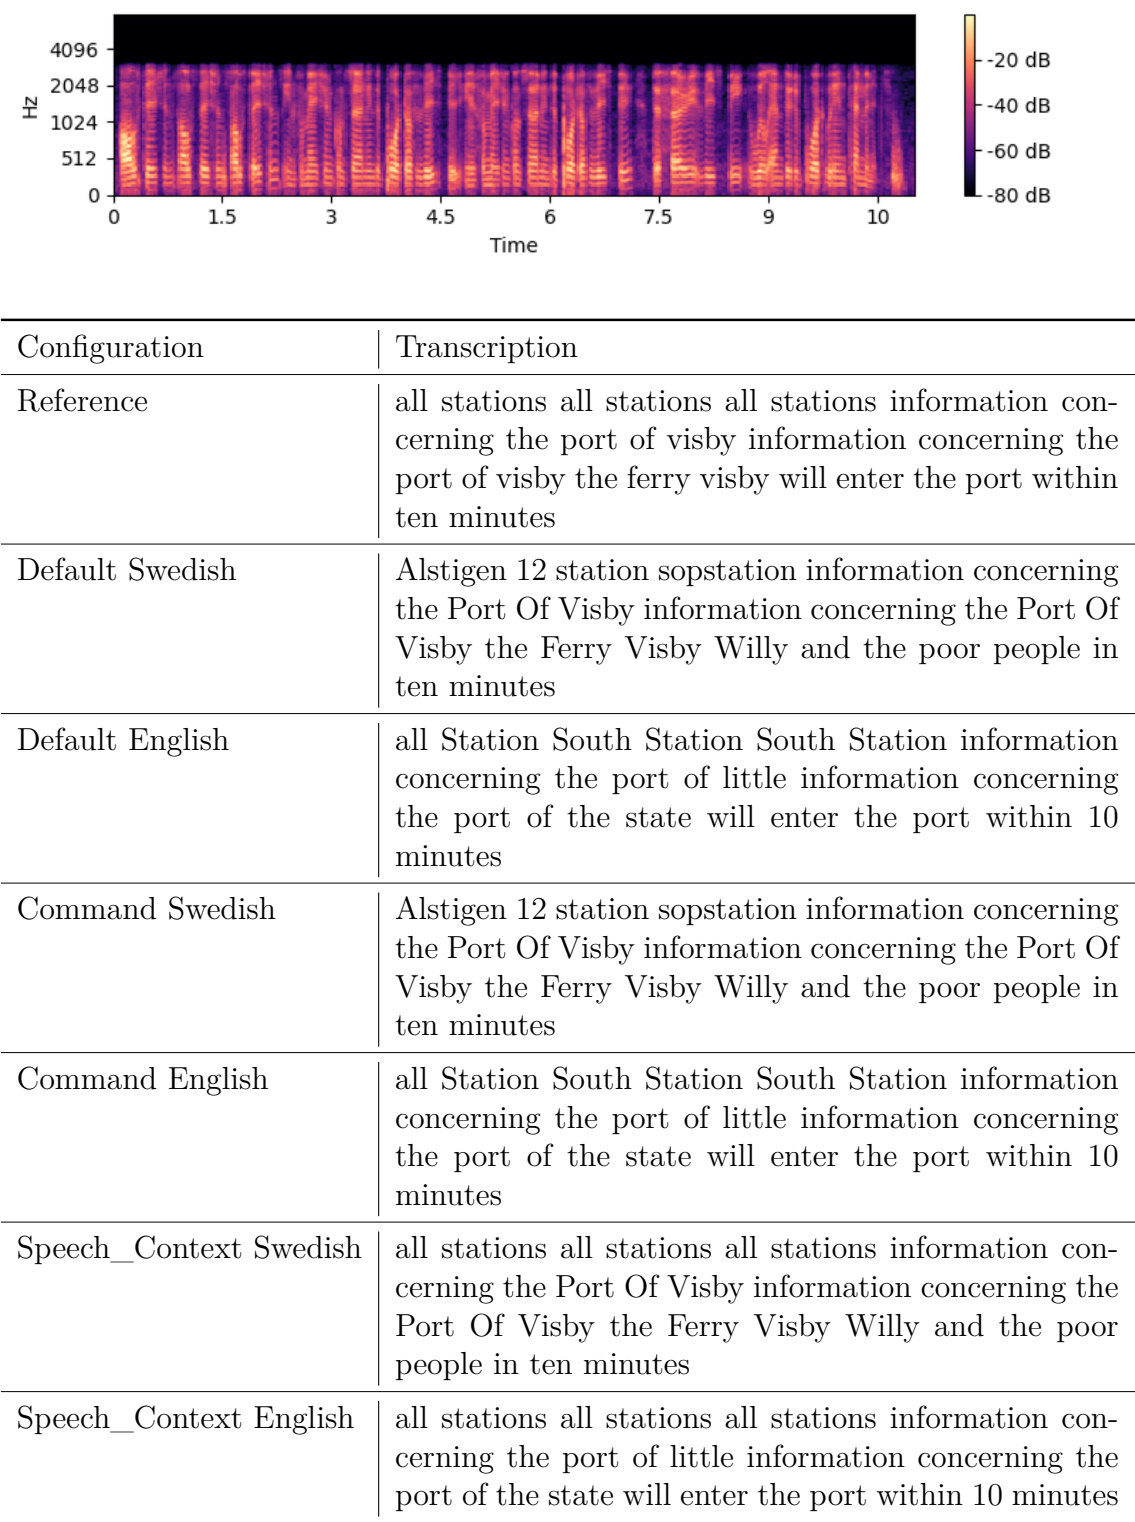 4096
2048
1024
512
0
Hz
0 1.5 3 4.5 6 7.5 9 10
Time
-20 dB
-40 dB
-60 dB
-80 dB
Configuration Transcription
Reference all stations all stations all stations information con-
cerning the port of visby information concerning the
port of visby the ferry visby will enter the port within
ten minutes
Default Swedish Alstigen 12 station sopstation information concerning
the Port Of Visby information concerning the Port Of
Visby the Ferry Visby Willy and the poor people in
ten minutes
Default English all Station South Station South Station information
concerning the port of little information concerning
the port of the state will enter the port within 10
minutes
Command Swedish Alstigen 12 station sopstation information concerning
the Port Of Visby information concerning the Port Of
Visby the Ferry Visby Willy and the poor people in
ten minutes
Command English all Station South Station South Station information
concerning the port of little information concerning
the port of the state will enter the port within 10
minutes
Speech_Context Swedish all stations all stations all stations information con-
cerning the Port Of Visby information concerning the
Port Of Visby the Ferry Visby Willy and the poor
people in ten minutes
Speech_Context English all stations all stations all stations information con-
cerning the port of little information concerning the
port of the state will enter the port within 10 minutes